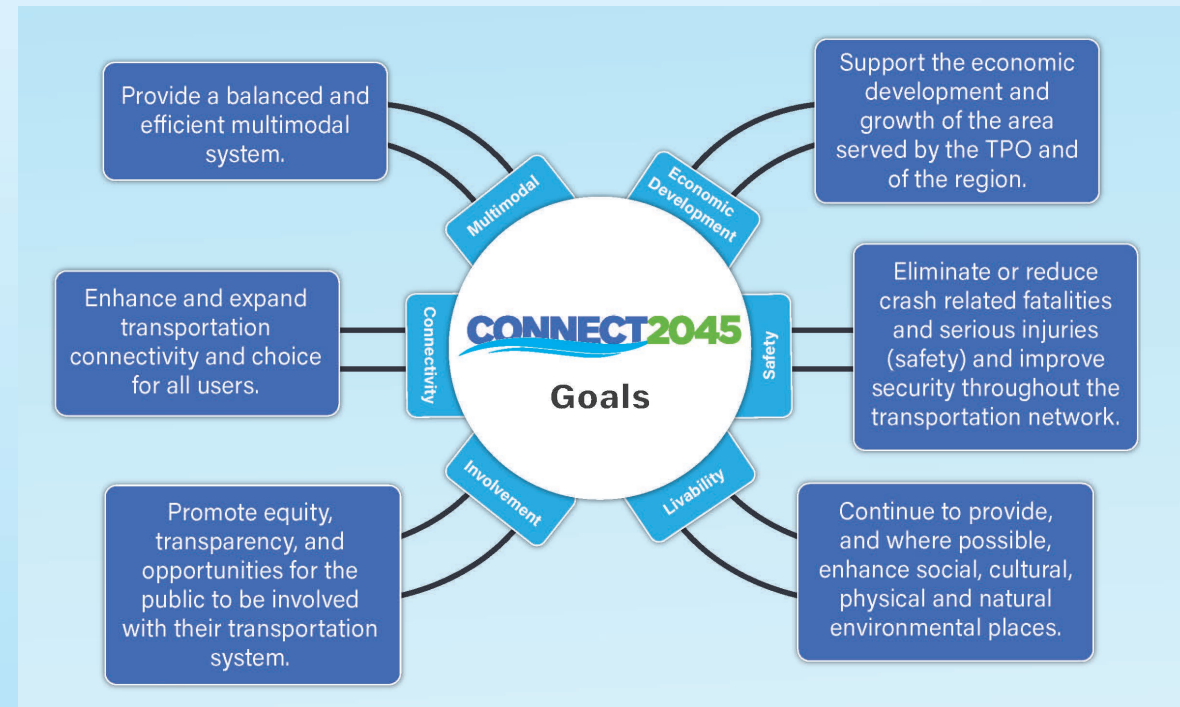 Provide a balanced and
efficient multimodal
system.
Multimodal
Support the economic
development and
growth of the area
served by the TPO and
of the region.
Economic
Development
Enhance and expand
transportation
connectivity and choice
for all users.
Connectivity
CONNECT2045
Goals
Safety
Eliminate or reduce
crash related fatalities
and serious injuries
(safety) and improve
security throughout the
transportation network.
Promote equity,
transparency, and
opportunities for the
public to be involved
with their transportation
system.
Involvement
Livability
Continue to provide,
and where possible,
enhance social, cultural,
physical and natural
environmental places.